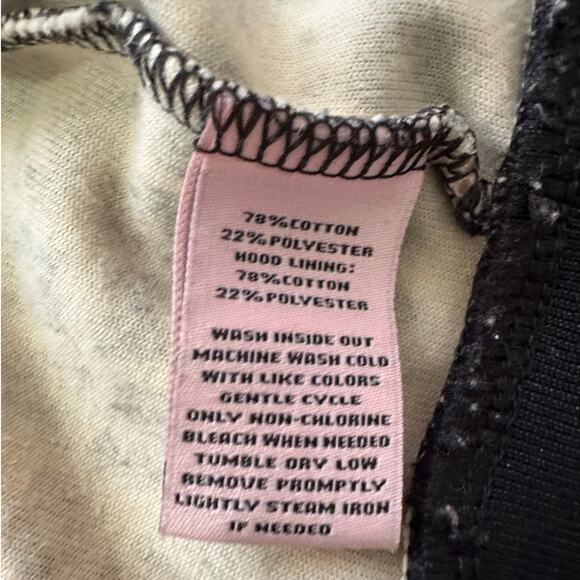 78%COTTON
22%POLYESTER
HOOD LINING:
78%COTTON
22%POLYESTER
WASH INSIDE OUT
MACHINE WASH COLD
WITH LIKE COLORS
GENTLE CYCLE
ONLY NON-CHLORINE
BLEACH WHEN NEEDED
TUMBLE DRY LOW
REMOVE PROMPTLY
LIGHTLY STEAM IRON
IF NEEDED